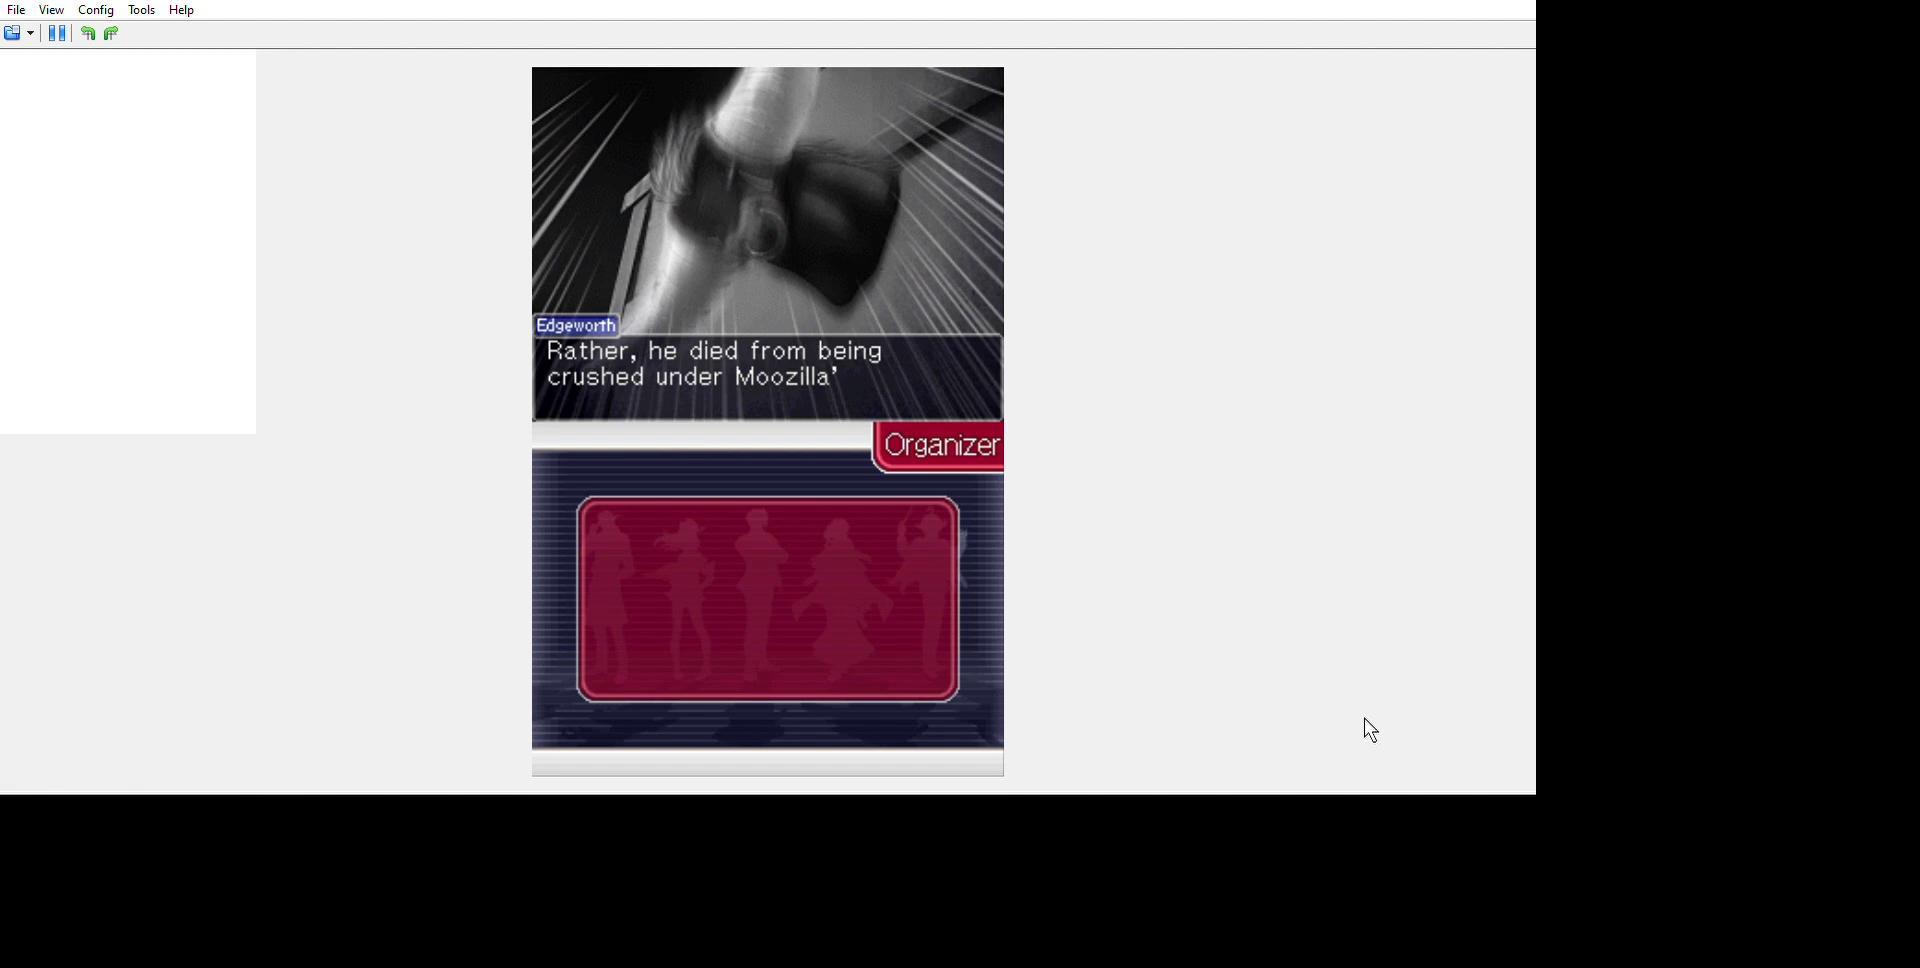 File View Config Tools Help
Edgeworth
Rather, he died from being
crushed under Moozilla'
Organizer